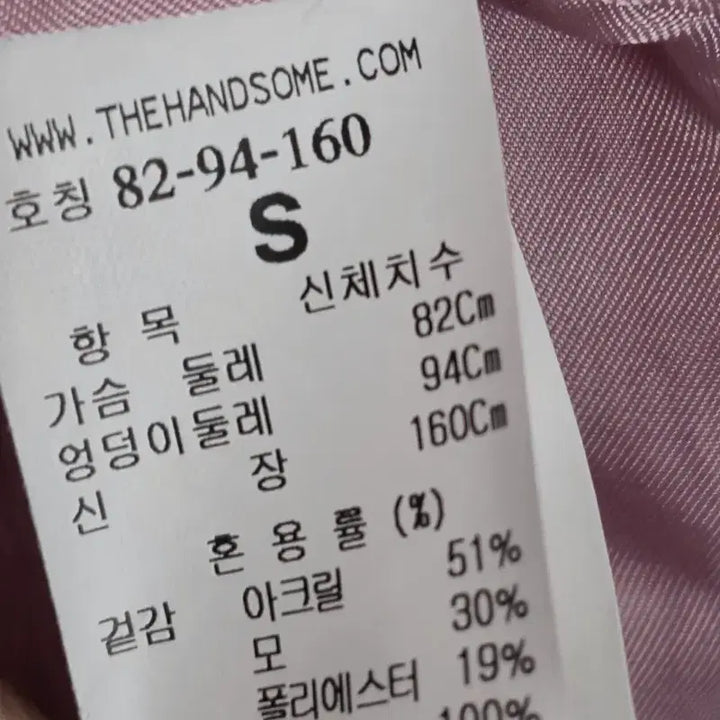 WWW.THEHANDSOME.COM
호칭 82-94-160
S
항 목 신체치수
가슴 둘레 82Cm
엉덩이둘레 94Cm
신 장 160Cm
혼 용 률 (%)
겉감 아크릴 51%
모 30%
폴리에스터 19%
100%